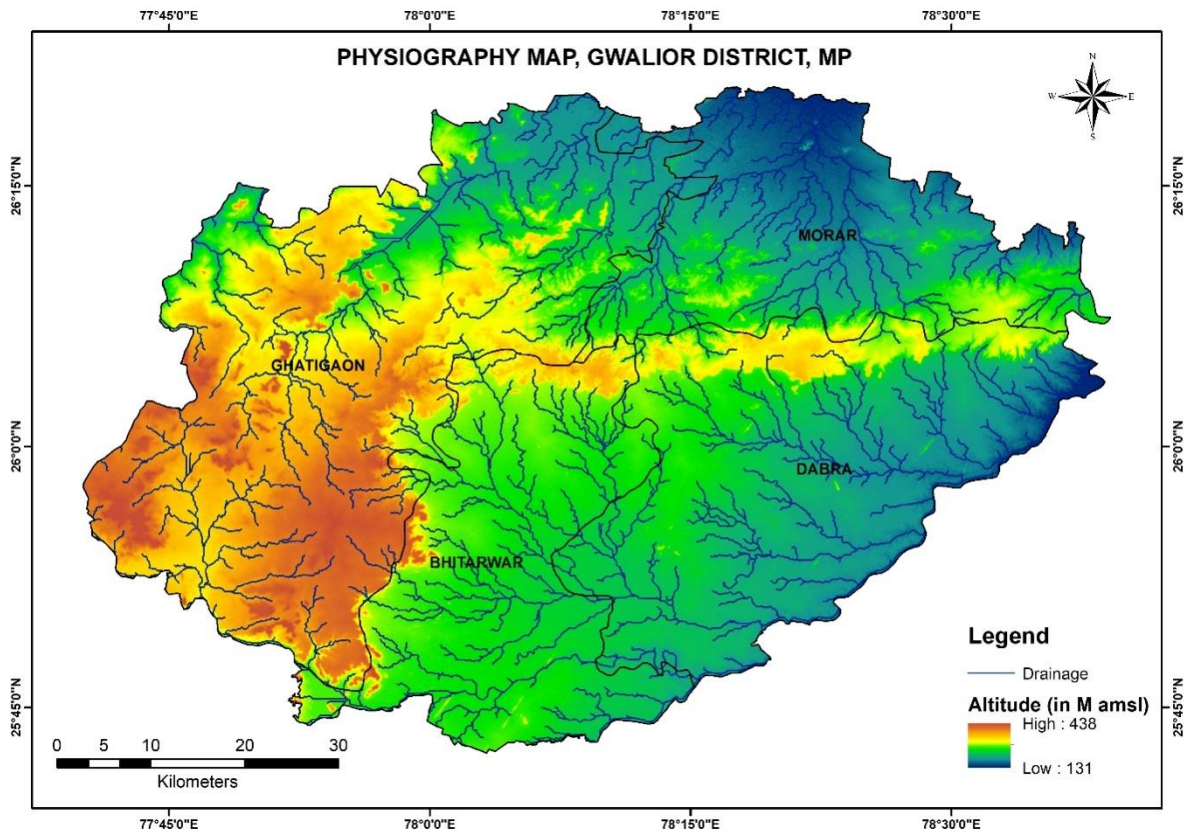 77°45'0"E 78°0'0"E 78°15'0"E 78°30'0"E
PHYSIOGRAPHY MAP, GWALIOR DISTRICT, MP
N
W E
S
26°15'0"N 26°15'0"N
MORAR
GHATIGAON
26°0'0"N 26°0'0"N
DABRA
BHITARWAR
Legend
Drainage
25°45'0"N 25°45'0"N
Altitude (in M amsl)
High : 438
Low : 131
0 5 10 20 30
Kilometers
77°45'0"E 78°0'0"E 78°15'0"E 78°30'0"E